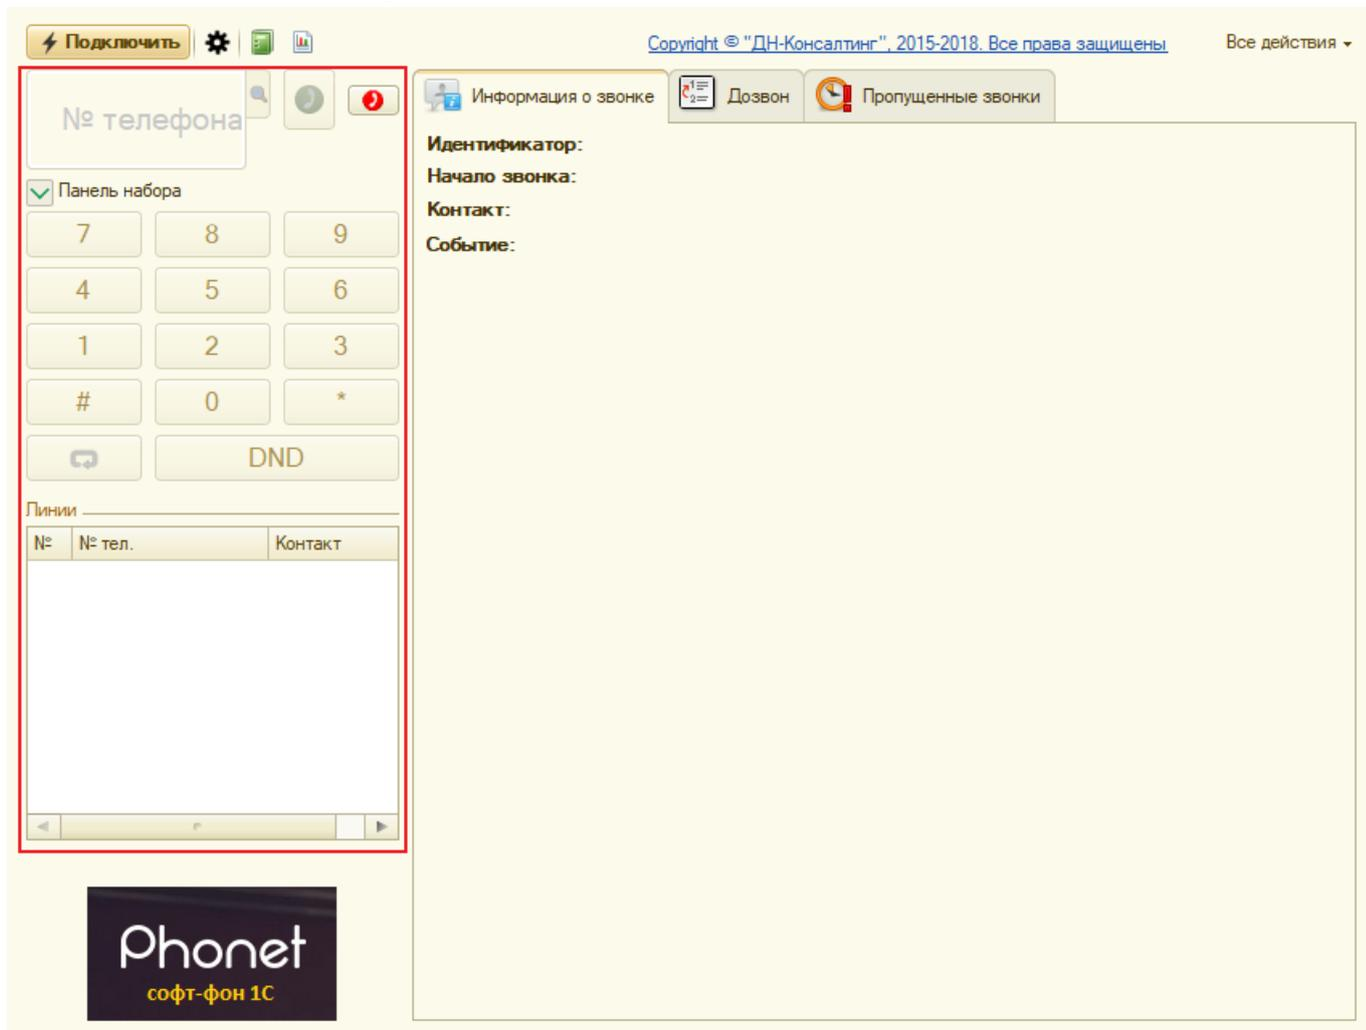 Подключить
Copyright © "ДН-Консалтинг", 2015-2018. Все права защищены
Все действия
№ телефона
Информация о звонке
Дозвон
Пропущенные звонки
Идентификатор:
Начало звонка:
Контакт:
Событие:
Панель набора
7 8 9
4 5 6
1 2 3
# 0 *
DND
Линии
№ № тел. Контакт
Phonet
софт-фон 1С